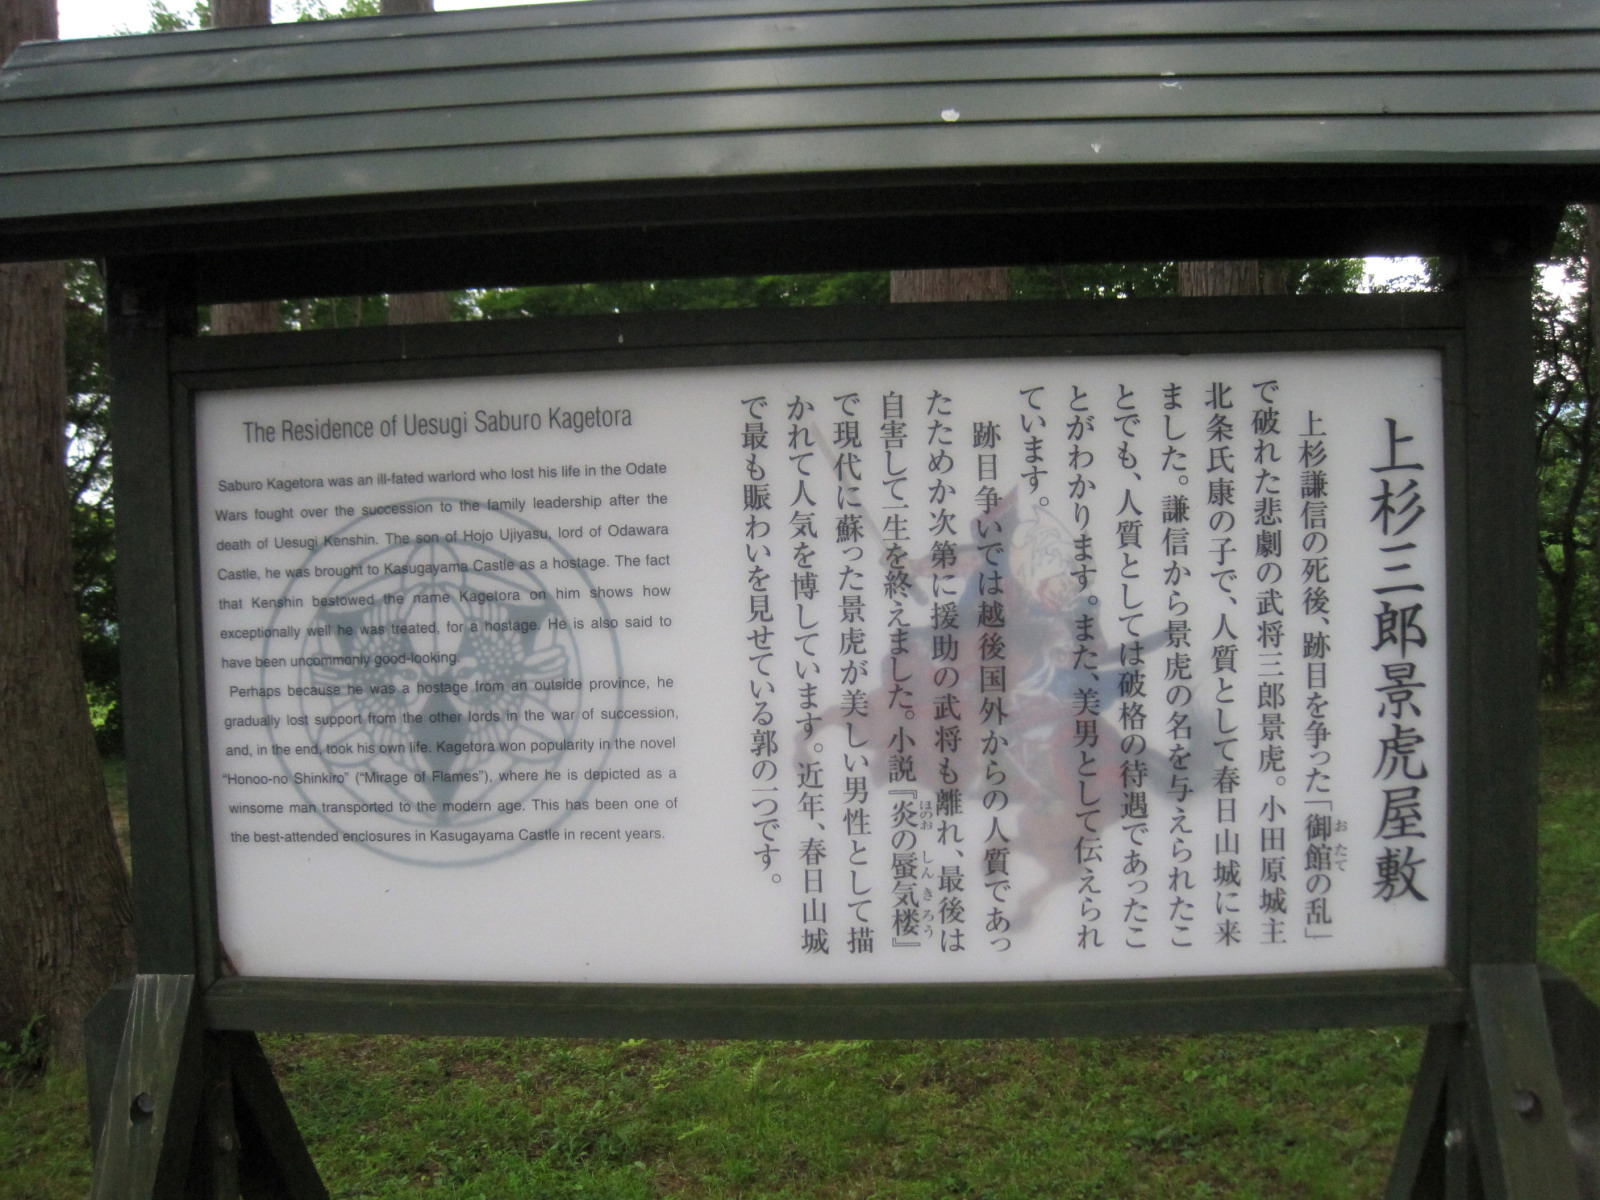 上杉三郎景虎屋敷
上杉謙信の死後、跡目を争った「御館の乱」
おたて
で破れた悲劇の武将三郎景虎。小田原城主
北条氏康の子で、人質として春日山城に来
ました。謙信から景虎の名を与えられたこ
とでも、人質としては破格の待遇であったこ
とがわかります。また、美男として伝えられ
ています。
跡目争いでは越後国外からの人質であっ
たためか次第に援助の武将も離れ、最後は
自害して一生を終えました。小説『炎の蜃気楼』
ほのお しんきろう
で現代に蘇った景虎が美しい男性として描
かれて人気を博しています。近年、春日山城
で最も賑わいを見せている郭の一つです。
The Residence of Uesugi Saburo Kagetora
Saburo Kagetora was an ill-fated warlord who lost his life in the Odate
Wars fought over the succession to the family leadership after the
death of Uesugi Kenshin. The son of Hojo Ujiyasu, lord of Odawara
Castle, he was brought to Kasugayama Castle as a hostage. The fact
that Kenshin bestowed the name Kagetora on him shows how
exceptionally well he was treated, for a hostage. He is also said to
have been uncommonly good-looking.
Perhaps because he was a hostage from an outside province, he
gradually lost support from the other lords in the war of succession,
and, in the end, took his own life. Kagetora won popularity in the novel
“Honoo-no Shinkiro” (“Mirage of Flames”), where he is depicted as a
winsome man transported to the modern age. This has been one of
the best-attended enclosures in Kasugayama Castle in recent years.